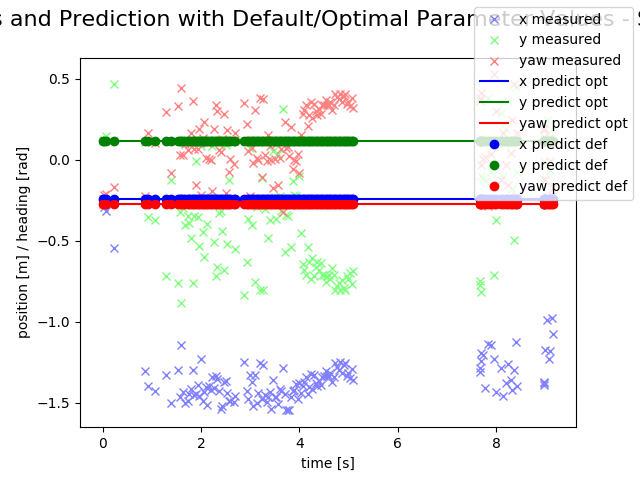 s and Prediction with Default/Optimal Parameter Values - S
x measured
y measured
yaw measured
x predict opt
y predict opt
yaw predict opt
x predict def
y predict def
yaw predict def
position [m] / heading [rad]
0.5
0.0
−0.5
−1.0
−1.5
0
2
4
6
8
time [s]